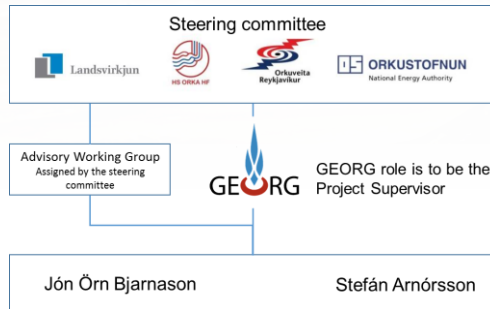 Steering committee
Landsvirkjun
HS ORKA HF
Orkuveita
Reykjavíkur
OS ORKUSTOFNUN
National Energy Authority
Advisory Working Group
Assigned by the steering
committee
GEORG
GEORG role is to be the
Project Supervisor
Jón Örn Bjarnason
Stefán Arnórsson